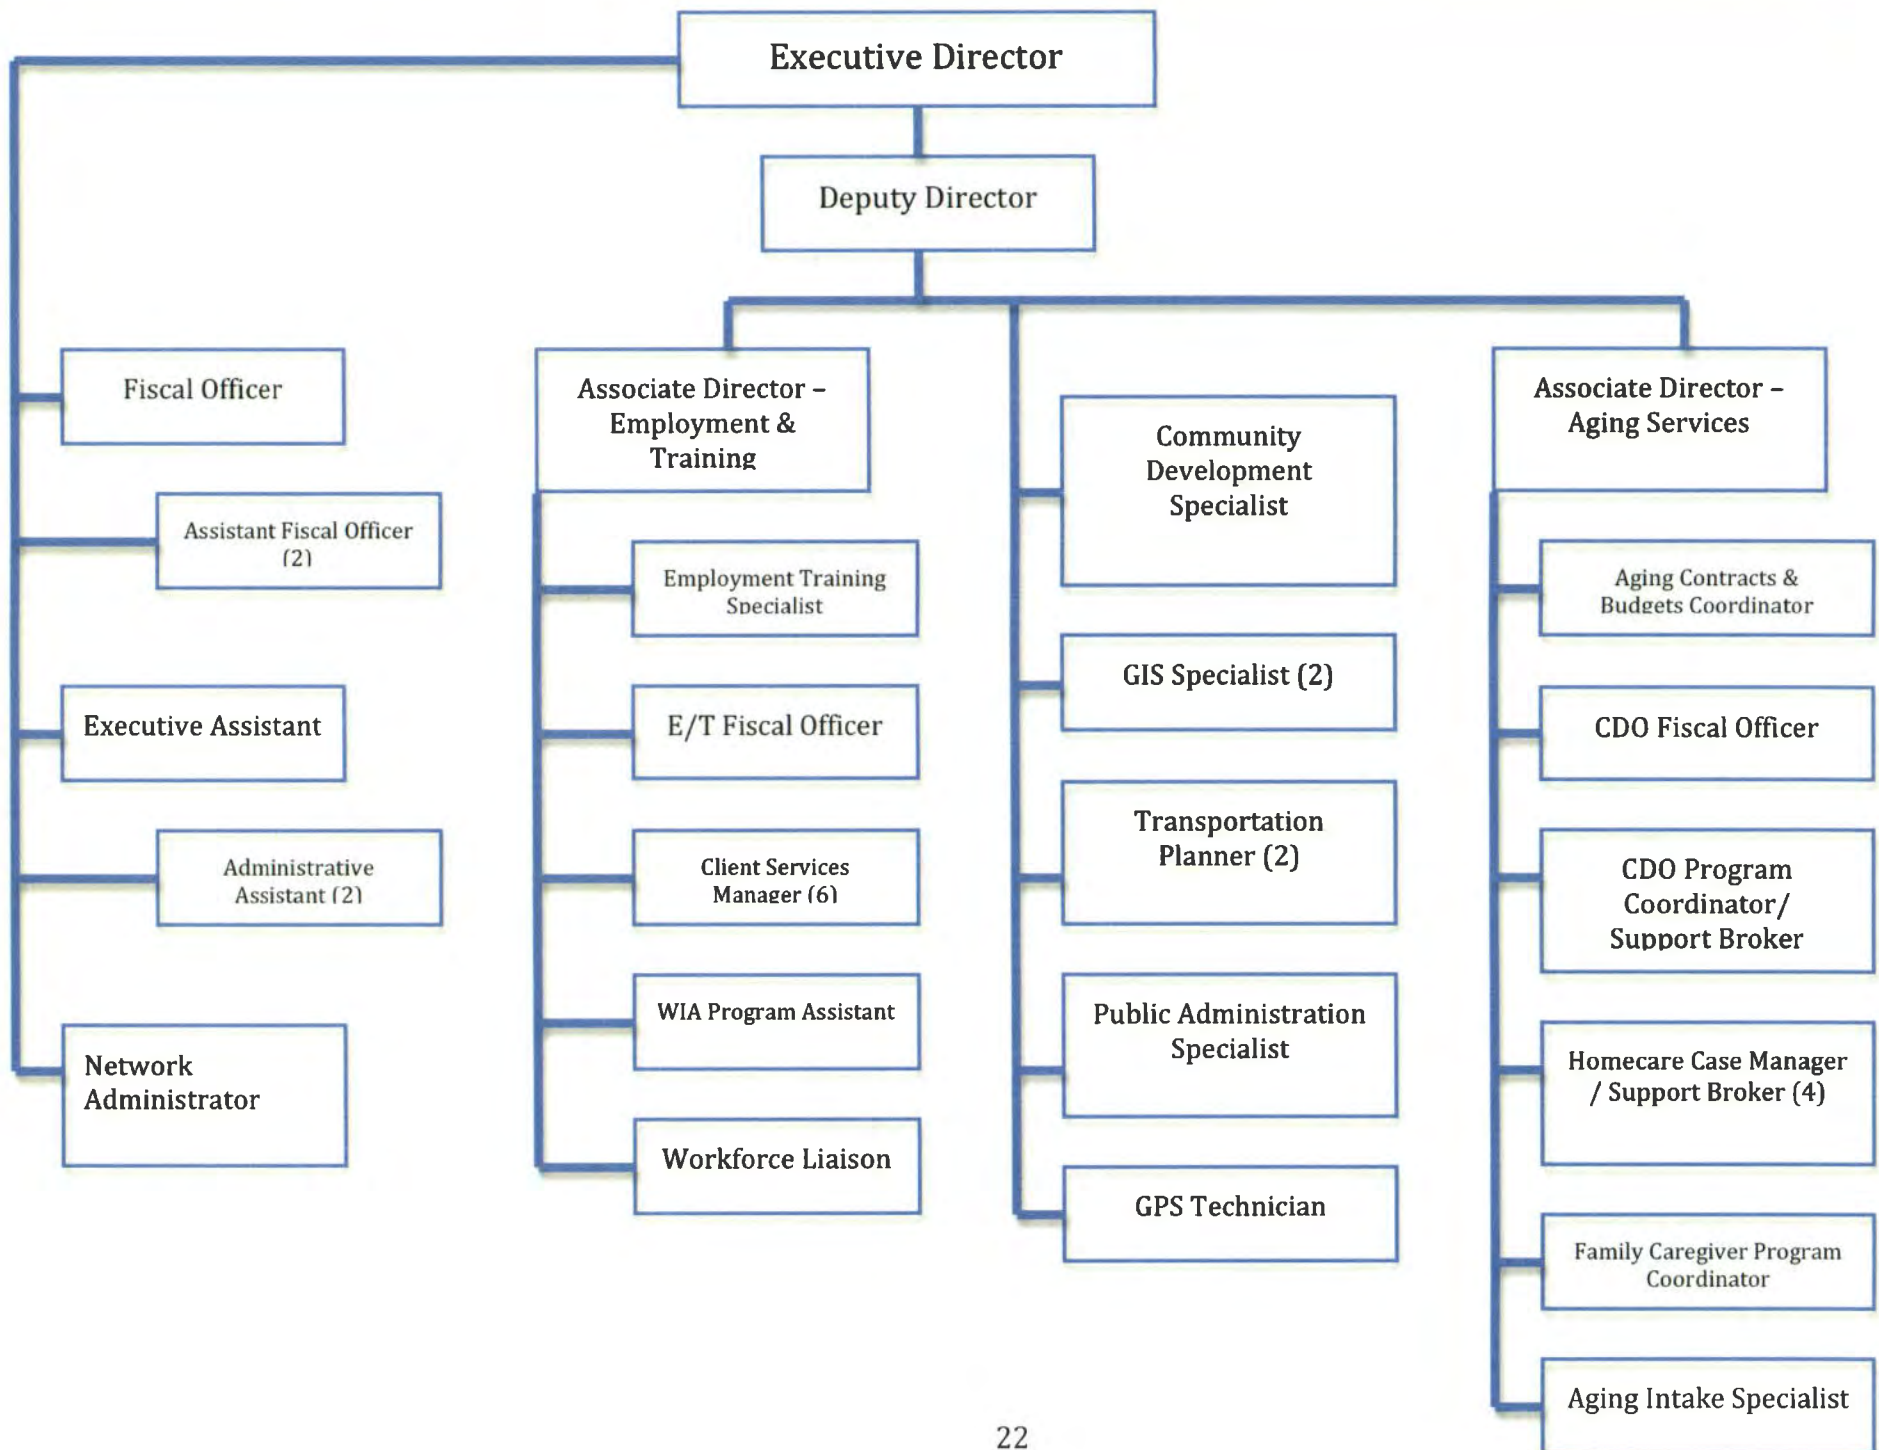 Executive Director
Deputy Director
Fiscal Officer
Assistant Fiscal Officer
(2)
Executive Assistant
Administrative
Assistant (2)
Network
Administrator
Associate Director –
Employment &
Training
Employment Training
Specialist
E/T Fiscal Officer
Client Services
Manager (6)
WIA Program Assistant
Workforce Liaison
Community
Development
Specialist
GIS Specialist (2)
Transportation
Planner (2)
Public Administration
Specialist
GPS Technician
Associate Director –
Aging Services
Aging Contracts &
Budgets Coordinator
CDO Fiscal Officer
CDO Program
Coordinator/
Support Broker
Homecare Case Manager
/ Support Broker (4)
Family Caregiver Program
Coordinator
Aging Intake Specialist
22